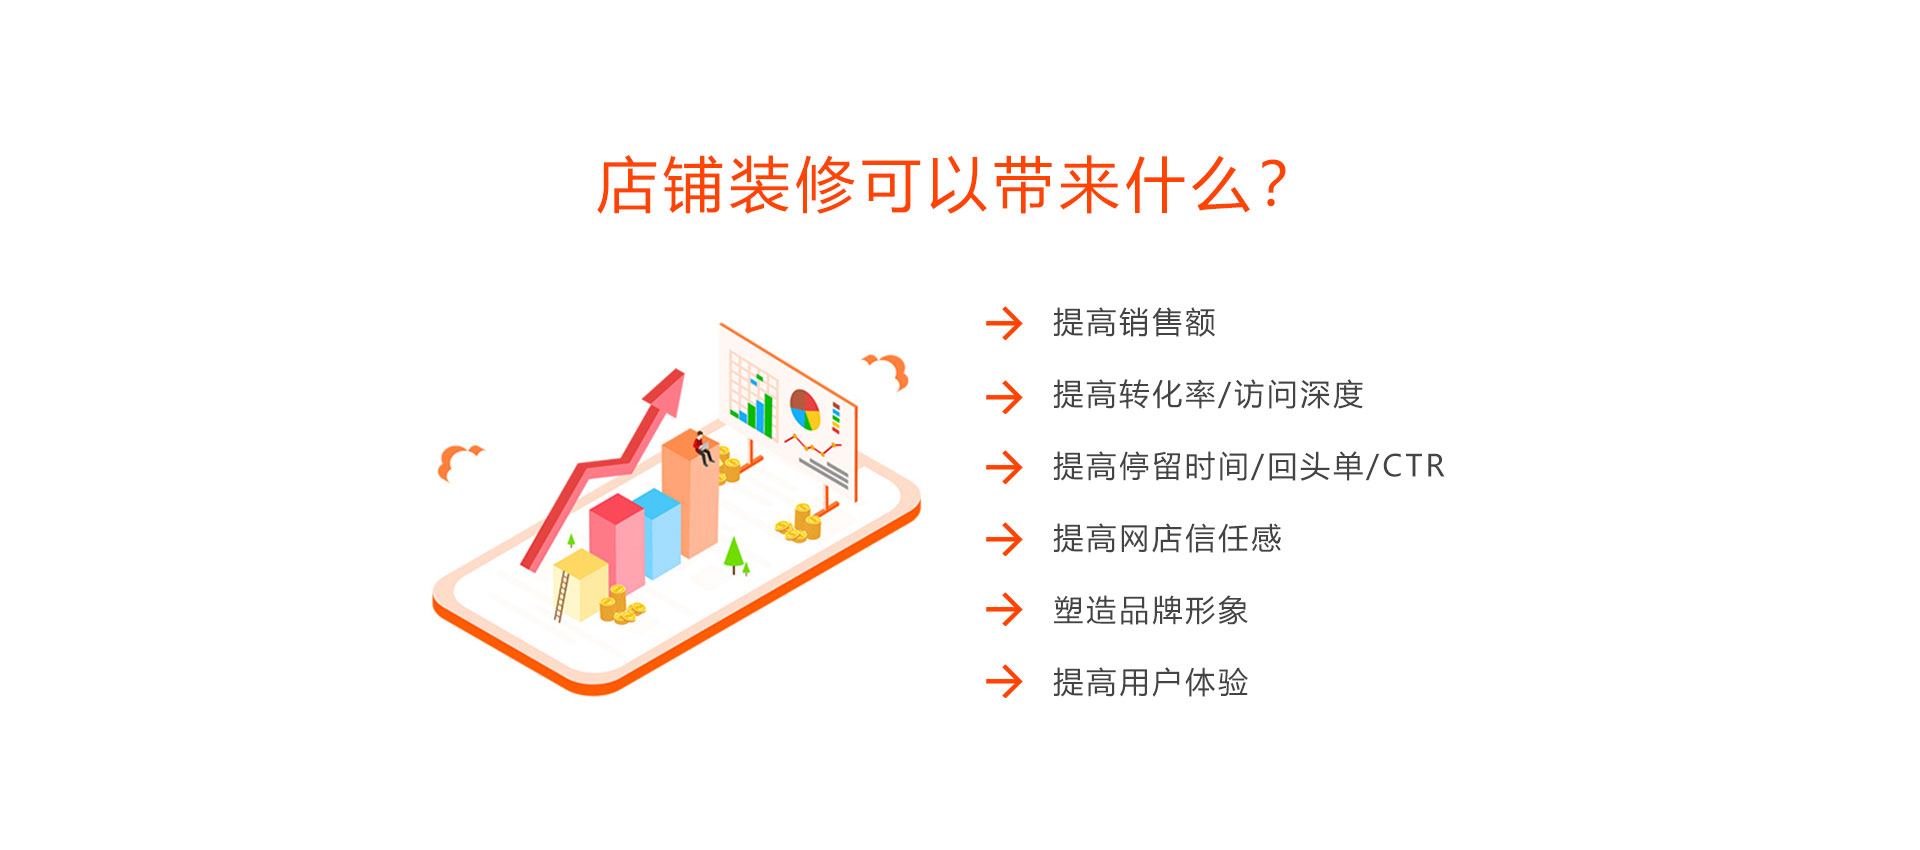 店铺装修可以带来什么？
提高销售额
提高转化率/访问深度
提高停留时间/回头单/CTR
提高网店信任感
塑造品牌形象
提高用户体验